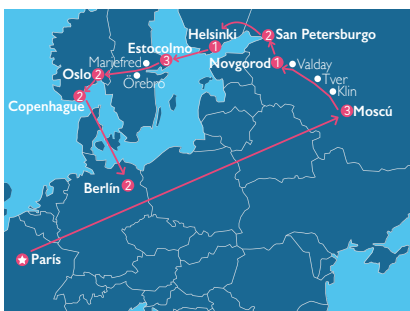 Helsinki
2
San Petersburgo
Estocolmo
1
Manefred
3
Novgorod
1
Valday
Oslo
2
Orebro
Tver
Klin
Copenhague
2
3
Moscú
Berlín
2
París